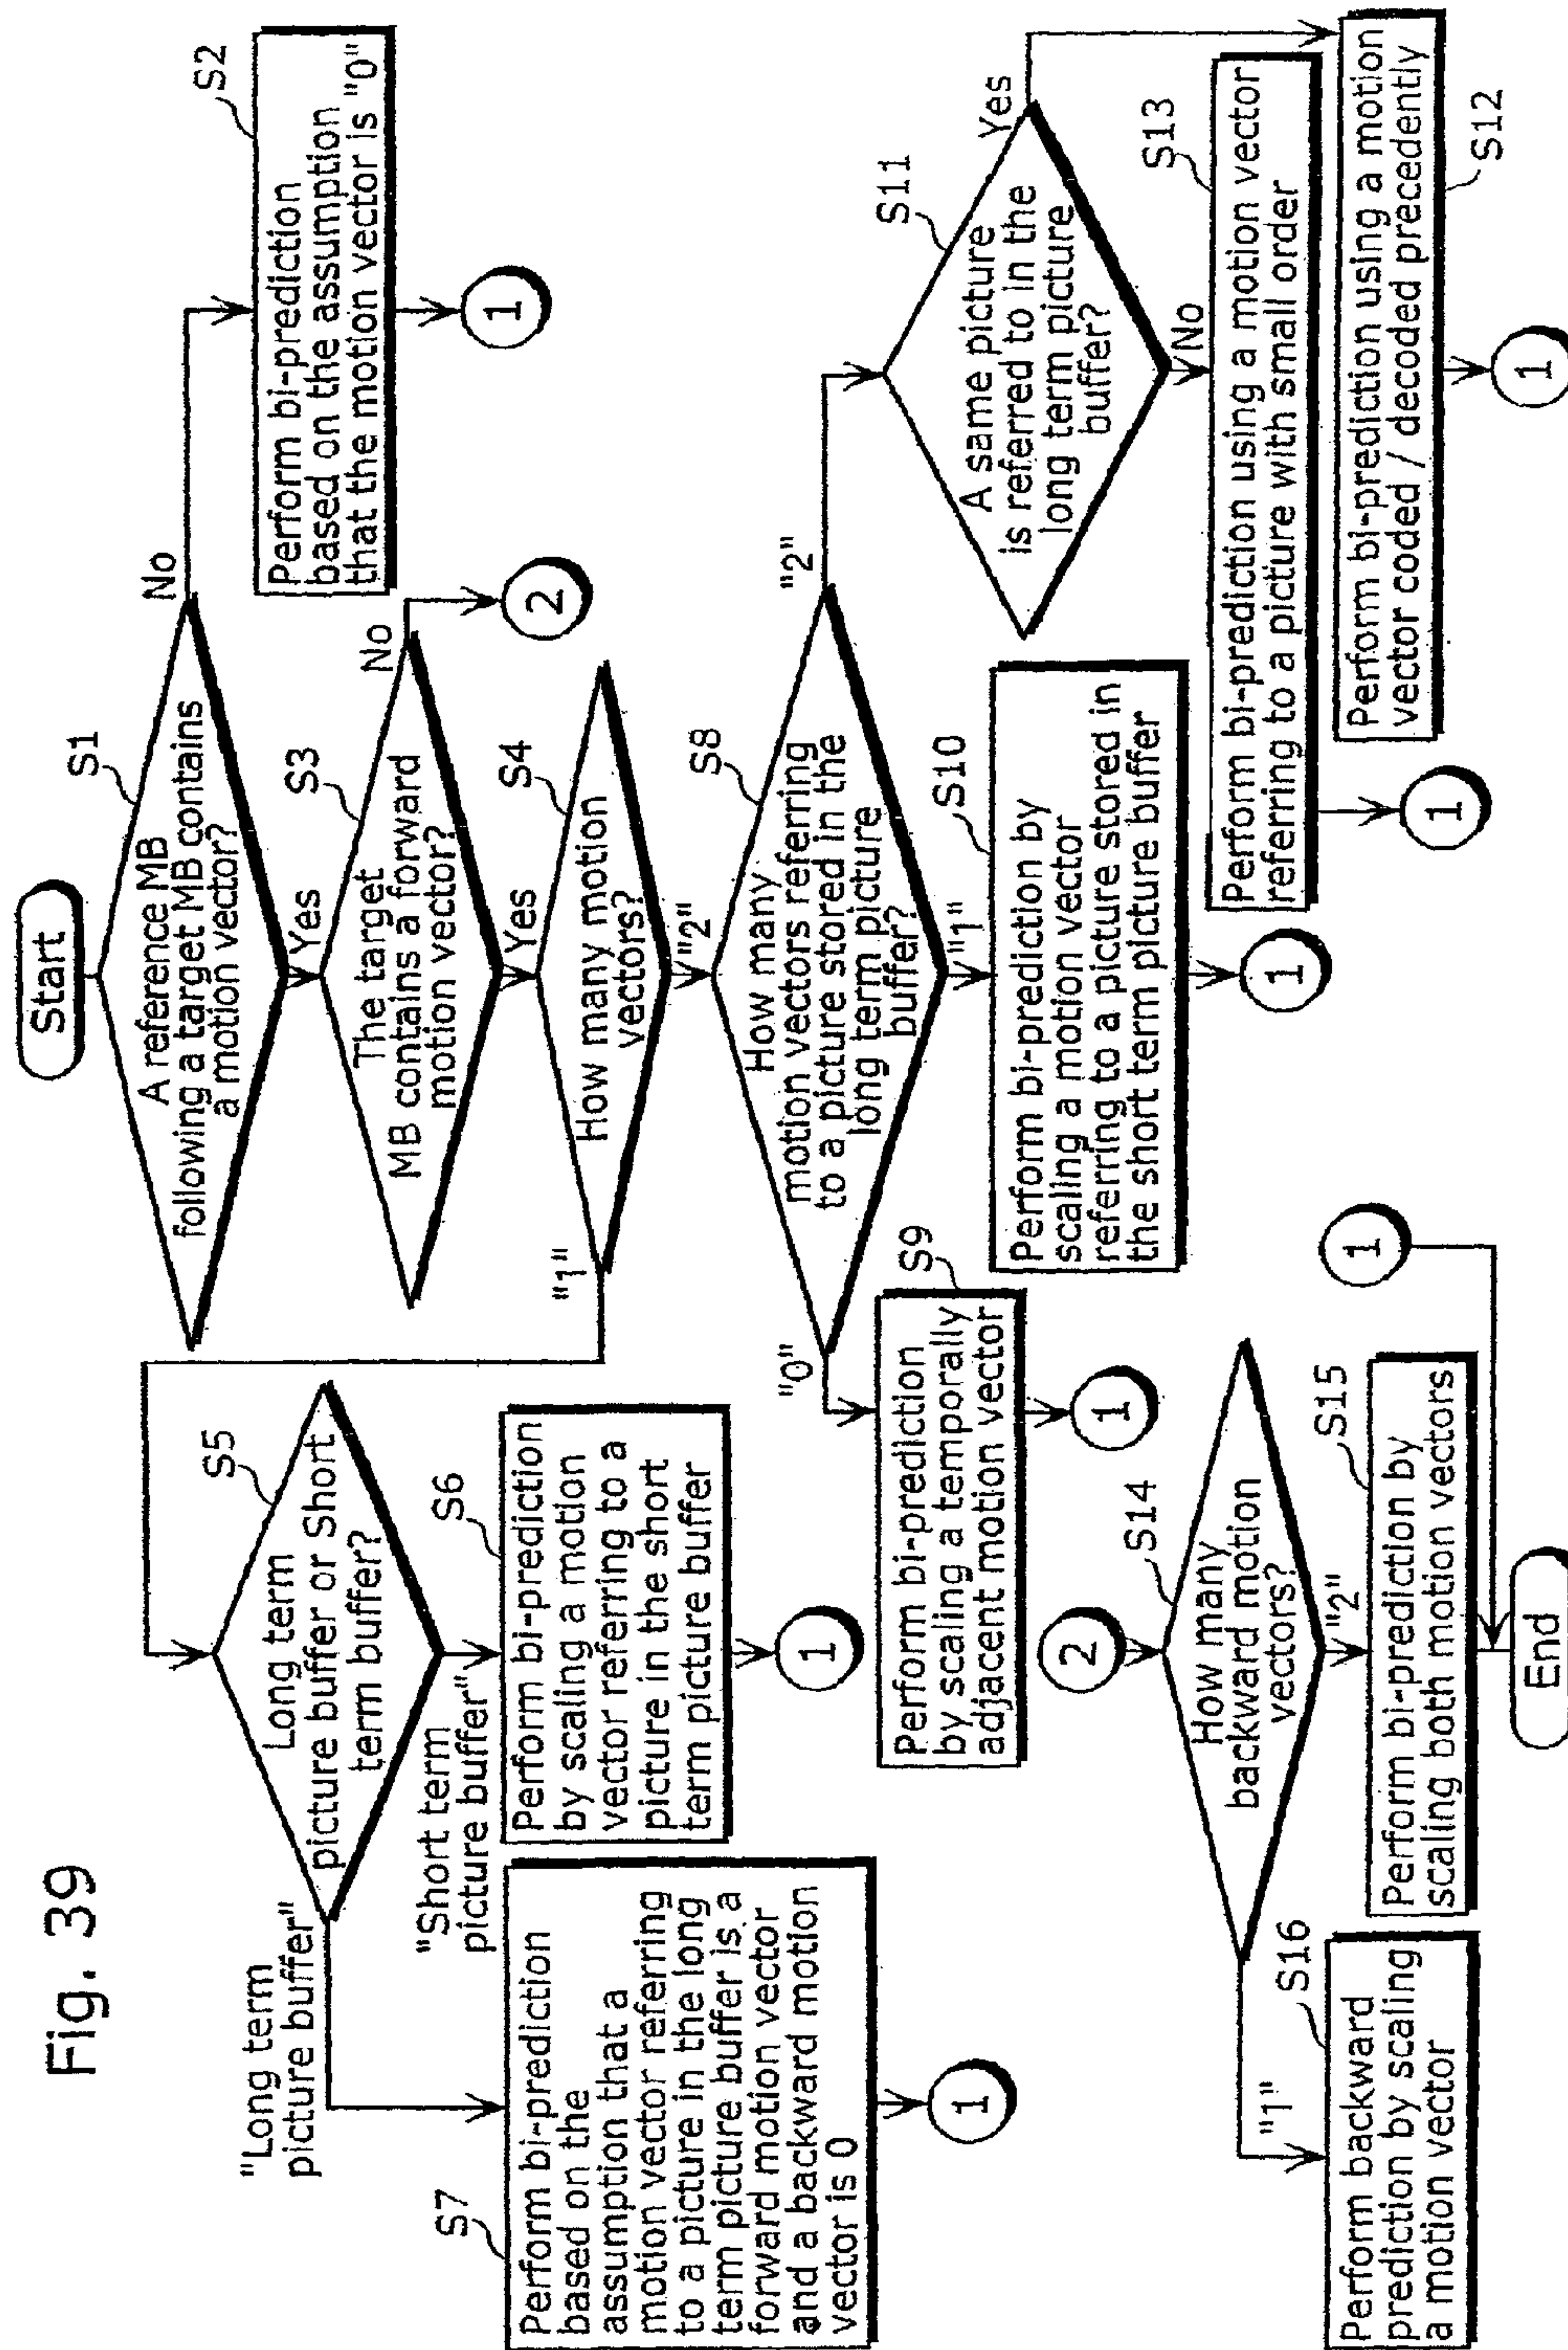 Fig. 39
Start
S1
A reference MB
following a target MB contains
a motion vector?
No
Yes
S2
Perform bi-prediction
based on the assumption
that the motion vector is "0"
1
S3
The target
MB contains a forward
motion vector?
No
2
Yes
S4
How many motion
vectors?
"1"
"2"
S5
Long term
picture buffer or Short
term buffer?
"Long term
picture buffer"
"Short term
picture buffer"
S6
Perform bi-prediction
by scaling a motion
vector referring to a
picture in the short
term picture buffer
1
S7
Perform bi-prediction
based on the
assumption that a
motion vector referring
to a picture in the long
term picture buffer is a
forward motion vector
and a backward motion
vector is 0
1
S8
How many
motion vectors referring
to a picture stored in the
long term picture
buffer?
"0"
"1"
"2"
S9
Perform bi-prediction
by scaling a temporally
adjacent motion vector
1
S10
Perform bi-prediction by
scaling a motion vector
referring to a picture stored in
the short term picture buffer
1
S11
A same picture
is referred to in the
long term picture
buffer?
Yes
No
S13
Perform bi-prediction using a motion vector
referring to a picture with small order
1
Perform bi-prediction using a motion
vector coded / decoded precedently
S12
1
2
S14
How many
backward motion
vectors?
"1"
"2"
S15
Perform bi-prediction by
scaling both motion vectors
S16
Perform backward
prediction by scaling
a motion vector
1
End